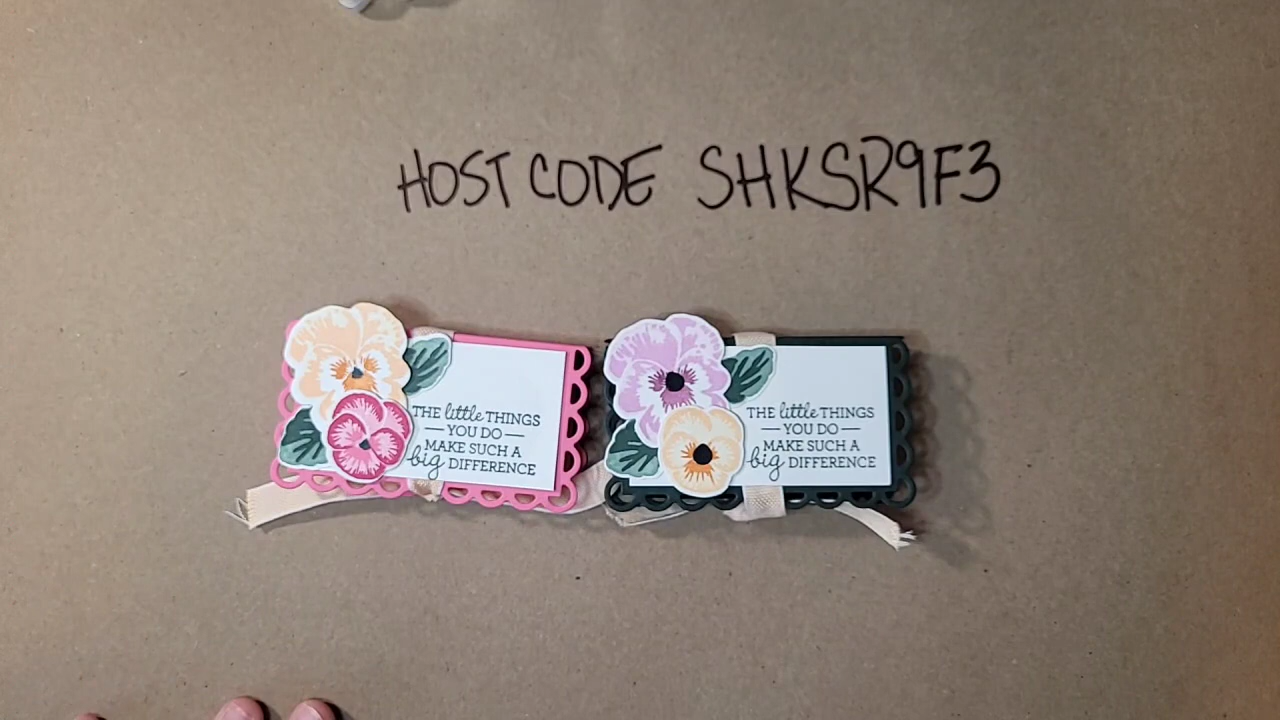 HOST CODE SHKSR9F3
THE little THINGS
— YOU DO —
MAKE SUCH A
big DIFFERENCE
THE little THINGS
— YOU DO —
MAKE SUCH A
big DIFFERENCE